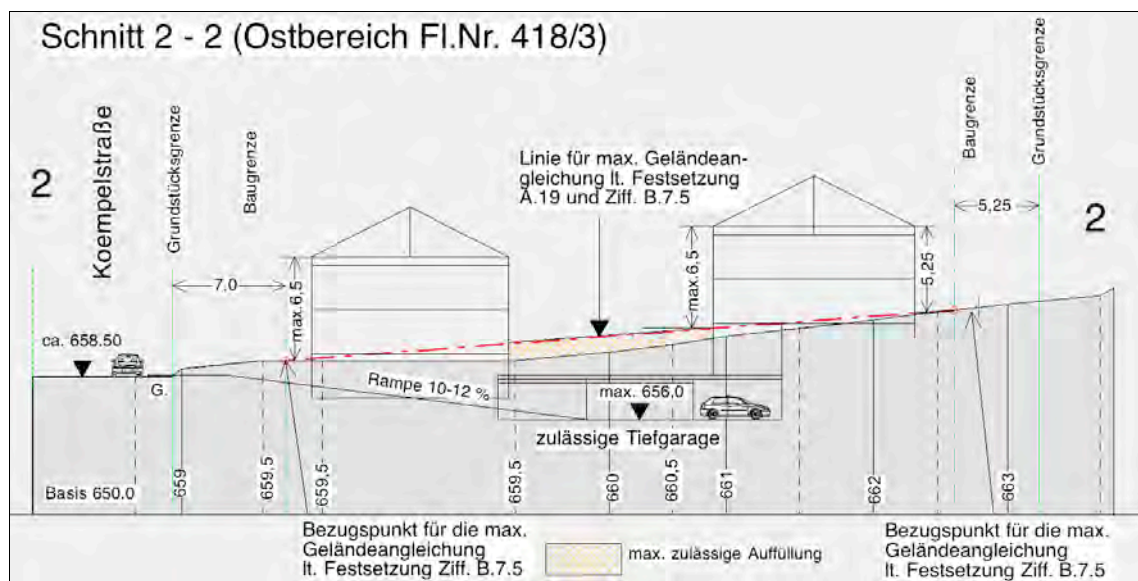 Schnitt 2 - 2 (Ostbereich Fl.Nr. 418/3)
2
Koempelstraße
Grundstücksgrenze
Baugrenze
Linie für max. Geländean-
gleichung lt. Festsetzung
A.19 und Ziff. B.7.5
Baugrenze
Grundstücksgrenze
2
7,0
max.6,5
max.6,5
5,25
5,25
ca. 658.50
G.
Rampe 10-12 %
max. 656,0
zulässige Tiefgarage
Basis 650.0
659
659,5
659,5
659.5
660
660,5
661
662
663
Bezugspunkt für die max.
Geländeangleichung
lt. Festsetzung Ziff. B.7.5
max. zulässige Auffüllung
Bezugspunkt für die max.
Geländeangleichung
lt. Festsetzung Ziff. B.7.5